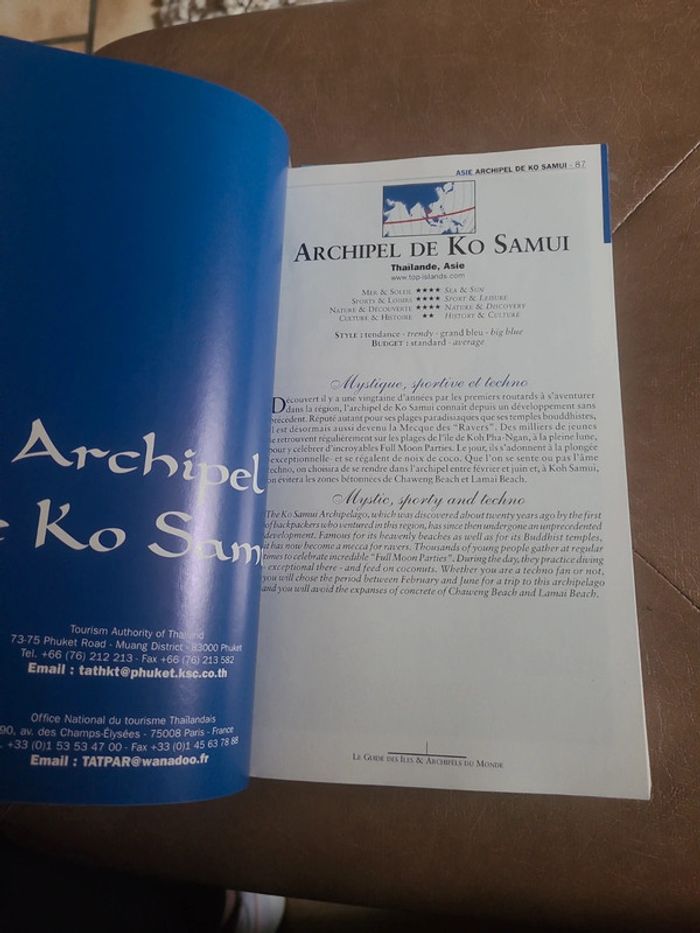 Archipel
Ko Sam
Tourism Authority of Thailand
73-75 Phuket Road - Muang District - 83000 Phuket
Tel. +66 (76) 212 213 - Fax +66 (76) 213 582
Email : tathkt@phuket.ksc.co.th
Office National du tourisme Thaïlandais
90, av. des Champs-Élysées - 75008 Paris - France
. +33 (0)1 53 53 47 00 - Fax +33 (0)1 45 63 78 88
Email : TATPAR@wanadoo.fr
ASIE ARCHIPEL DE KO SAMUI - 87
ARCHIPEL DE KO SAMUI
Thaïlande, Asie
www.top-islands.com
MER & SOLEIL ★★★★ SEA & SUN
SPORTS & LOISIRS ★★★★ SPORT & LEISURE
NATURE & DÉCOUVERTE ★★★★ NATURE & DISCOVERY
CULTURE & HISTOIRE ★★ HISTORY & CULTURE
STYLE : tendance - trendy - grand bleu - big blue
BUDGET : standard - average
Mystique, sportive et techno
Découvert il y a une vingtaine d'années par les premiers routards à s'aventurer
dans la région, l'archipel de Ko Samui connait depuis un développement sans
précédent. Réputé autant pour ses plages paradisiaques que ses temples bouddhistes,
il est désormais aussi devenu la Mecque des "Ravers". Des milliers de jeunes
se retrouvent régulièrement sur les plages de l'île de Koh Pha-Ngan, à la pleine lune,
pour y célébrer d'incroyables Full Moon Parties. Le jour, ils s'adonnent à la plongée
-exceptionnelle- et se régalent de noix de coco. Que l'on se sente ou pas l'âme
techno, on choisira de se rendre dans l'archipel entre février et juin et, à Koh Samui,
on évitera les zones bétonnées de Chaweng Beach et Lamai Beach.
Mystic, sporty and techno
The Ko Samui Archipelago, which was discovered about twenty years ago by the first
of backpackers who ventured in this region, has since then undergone an unprecedented
development. Famous for its heavenly beaches as well as for its Buddhist temples,
it has now become a mecca for ravers. Thousands of young people gather at regular
times to celebrate incredible "Full Moon Parties". During the day, they practice diving
- exceptional there - and feed on coconuts. Whether you are a techno fan or not,
you will chose the period between February and June for a trip to this archipelago
and you will avoid the expanses of concrete of Chaweng Beach and Lamai Beach.
LE GUIDE DES ILES & ARCHIPELS DU MONDE